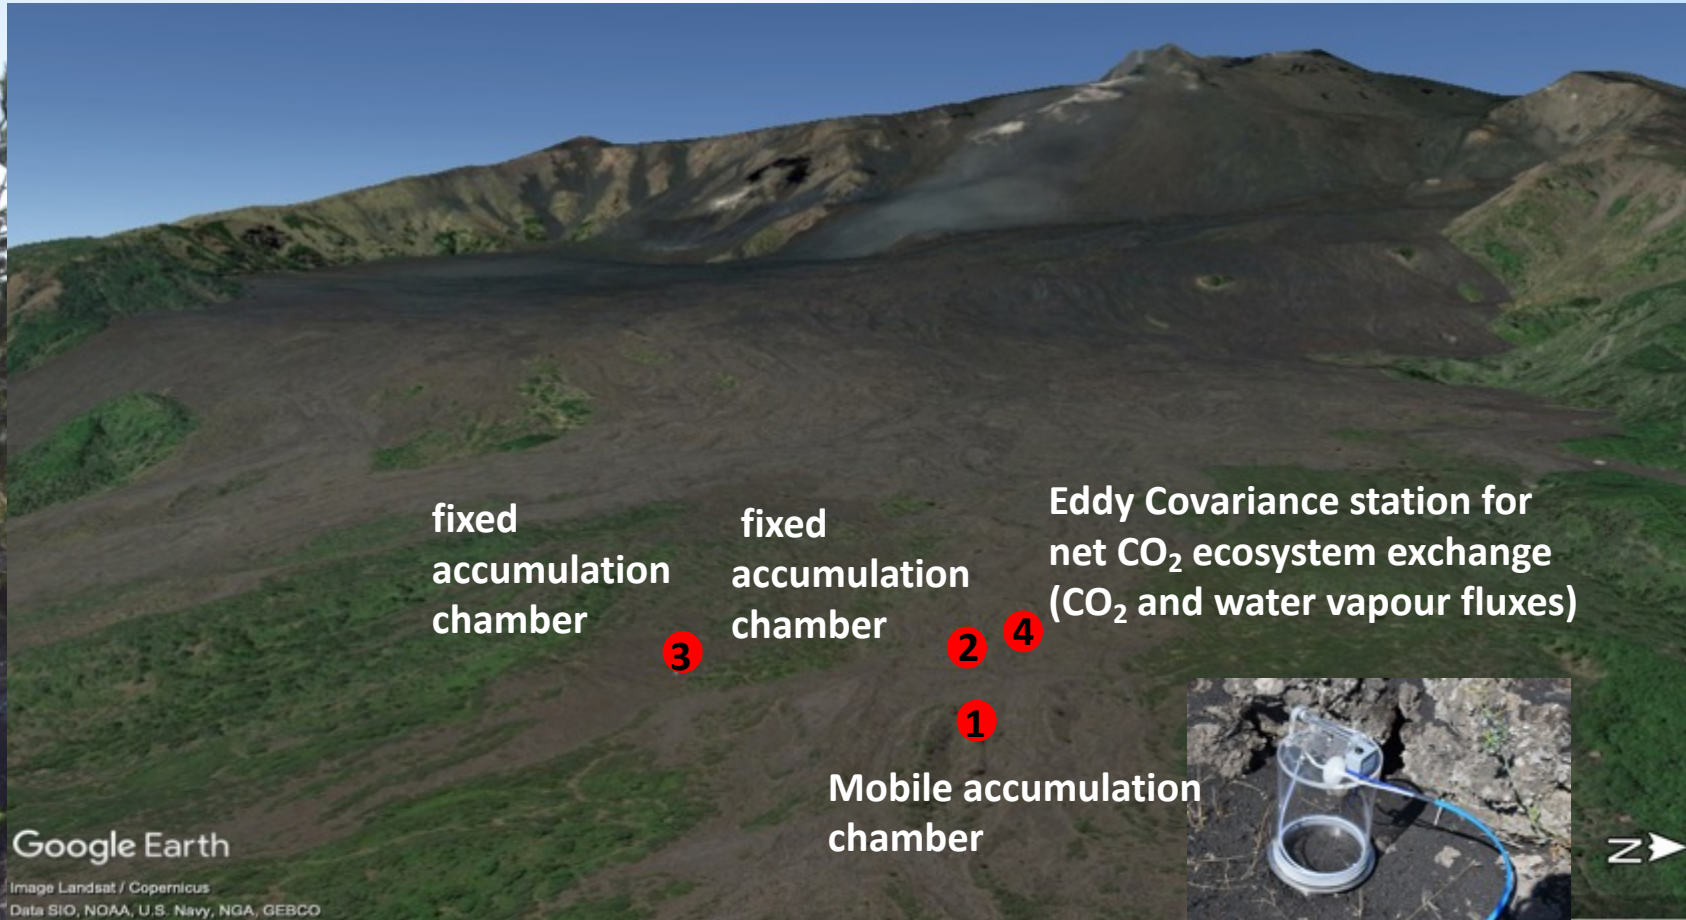 fixed
accumulation
chamber
3
fixed
accumulation
chamber
2
Eddy Covariance station for
net CO₂ ecosystem exchange
(CO₂ and water vapour fluxes)
4
1
Mobile accumulation
chamber
Google Earth
Image Landsat / Copernicus
Data SIO, NOAA, U.S. Navy, NGA, GEBCO
N